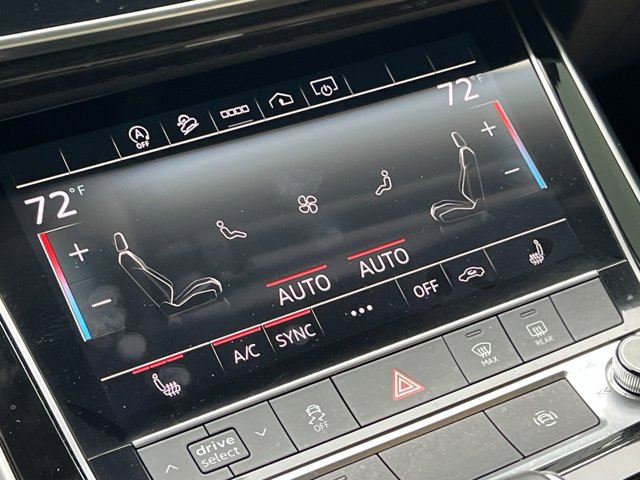 A
OFF
72°F
72°F
+
−
+
−
AUTO
AUTO
A/C
SYNC
•••
OFF
MAX
REAR
OFF
drive
select